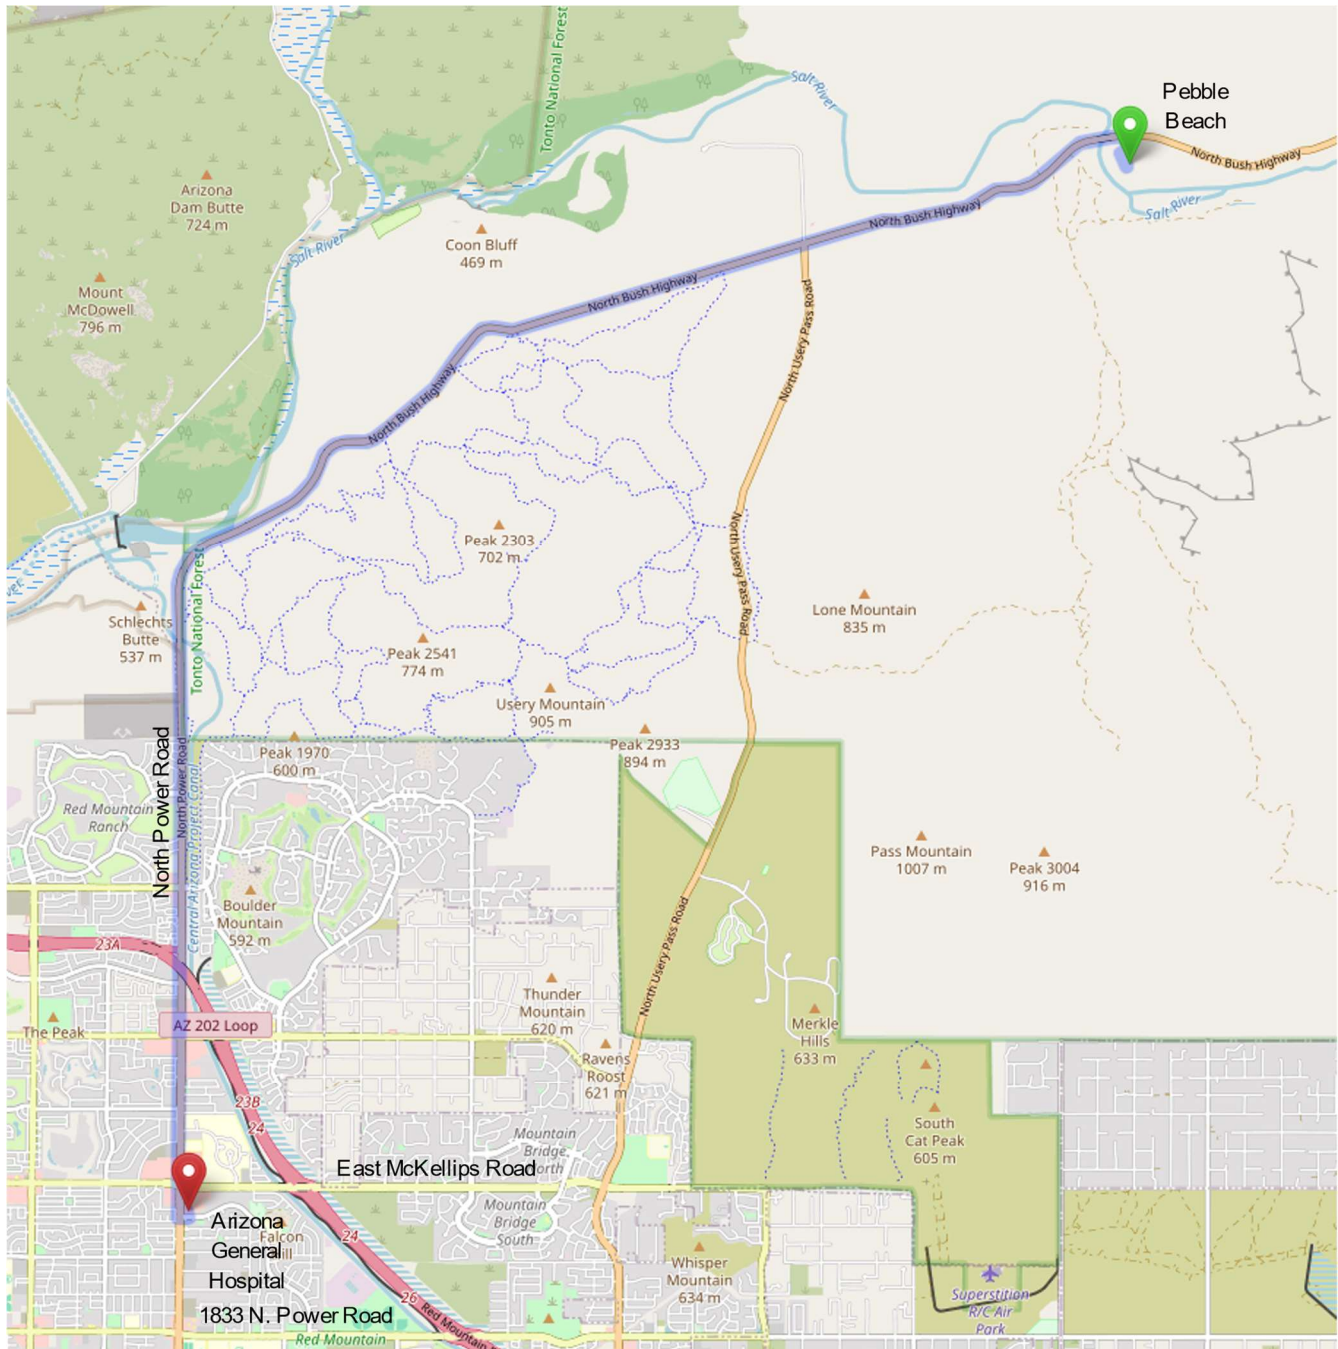 Tonto National Forest
Salt River
Pebble
Beach
North Bush Highway
Arizona
Dam Butte
724 m
Salt River
Coon Bluff
469 m
North Bush Highway
Salt River
Mount
McDowell
796 m
North Bush Highway
North Usery Pass Road
North Bush Highway
Peak 2303
702 m
North Usery Pass Road
Tonto National Forest
Schlechts
Butte
537 m
Lone Mountain
835 m
Peak 2541
774 m
Usery Mountain
905 m
Peak 2933
894 m
Peak 1970
600 m
North Power Road
North Power Road
Central Arizona Project Canal
Red Mountain
Ranch
Pass Mountain
1007 m
Peak 3004
916 m
Boulder
Mountain
592 m
North Usery Pass Road
23A
Thunder
Mountain
620 m
The Peak
AZ 202 Loop
Merkle
Hills
633 m
Ravens
Roost
621 m
23B
24
South
Cat Peak
605 m
Mountain
Bridge
North
East McKellips Road
Mountain
Bridge
South
Arizona
General
Hospital
Falcon
1833 N. Power Road
24
Whisper
Mountain
634 m
26
Red Mountain
Superstition
R/C Air
Park
Red Mountain